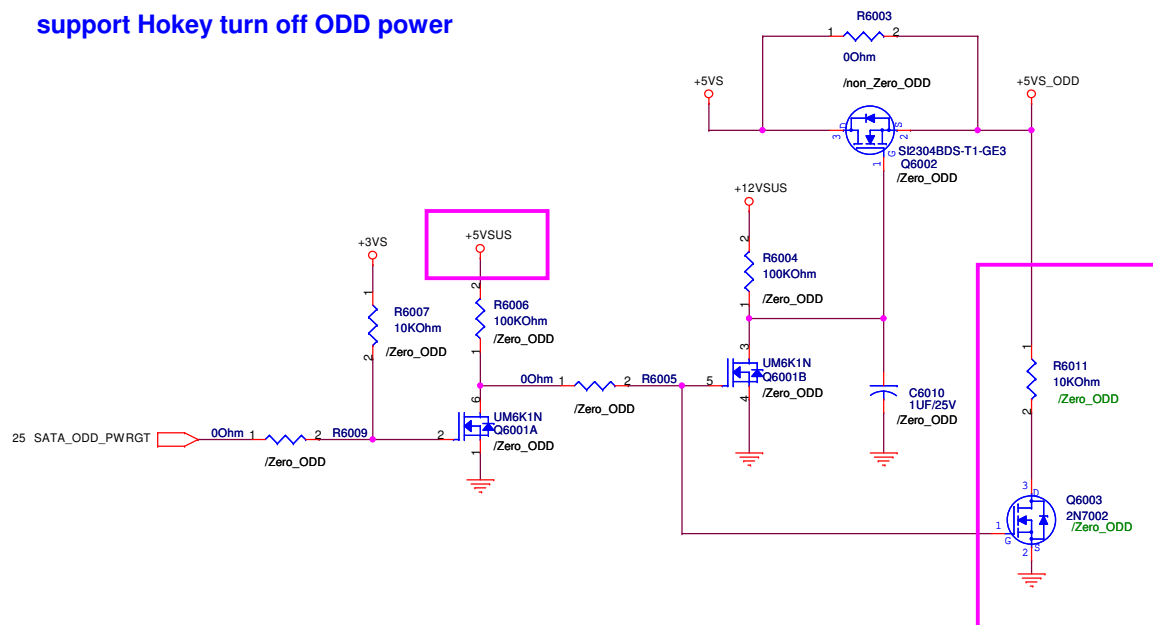 support Hokey turn off ODD power
R6003
1 2
0Ohm
/non_Zero_ODD
+5VS
+5VS_ODD
D S
3 2
G
1
SI2304BDS-T1-GE3
Q6002
/Zero_ODD
+12VSUS
2
R6004
100KOhm
1
/Zero_ODD
+3VS
1
R6007
10KOhm
2
/Zero_ODD
+5VSUS
2
R6006
100KOhm
1
/Zero_ODD
0Ohm 1 2 R6005
/Zero_ODD
6
UM6K1N
Q6001A
2
1
/Zero_ODD
25 SATA_ODD_PWRGT
0Ohm 1 2 R6009
/Zero_ODD
3
UM6K1N
5
Q6001B
4
/Zero_ODD
C6010
1UF/25V
/Zero_ODD
1
R6011
10KOhm
/Zero_ODD
2
3
D
Q6003
2N7002
/Zero_ODD
1
G
2 S